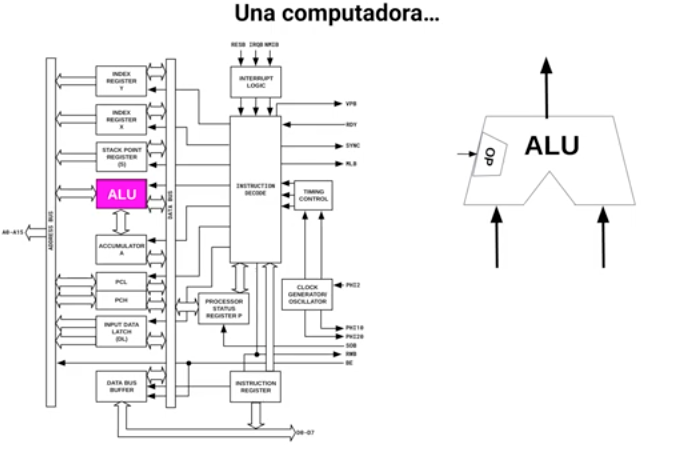 Una computadora…
RESB IRQB NMIB
INDEX
REGISTER
Y
INTERRUPT
LOGIC
VPB
INDEX
REGISTER
X
RDY
SYNC
STACK POINT
REGISTER
(S)
MLB
ALU
INSTRUCTION
DECODE
TIMING
CONTROL
ADDRESS BUS
DATA BUS
A0-A15
ACCUMULATOR
A
PCL
PCH
PROCESSOR
STATUS
REGISTER P
CLOCK
GENERATOR/
OSCILLATOR
PHI2
INPUT DATA
LATCH
(DL)
PHI1O
PHI2O
SOB
RWB
BE
DATA BUS
BUFFER
INSTRUCTION
REGISTER
D0-D7
OP
ALU